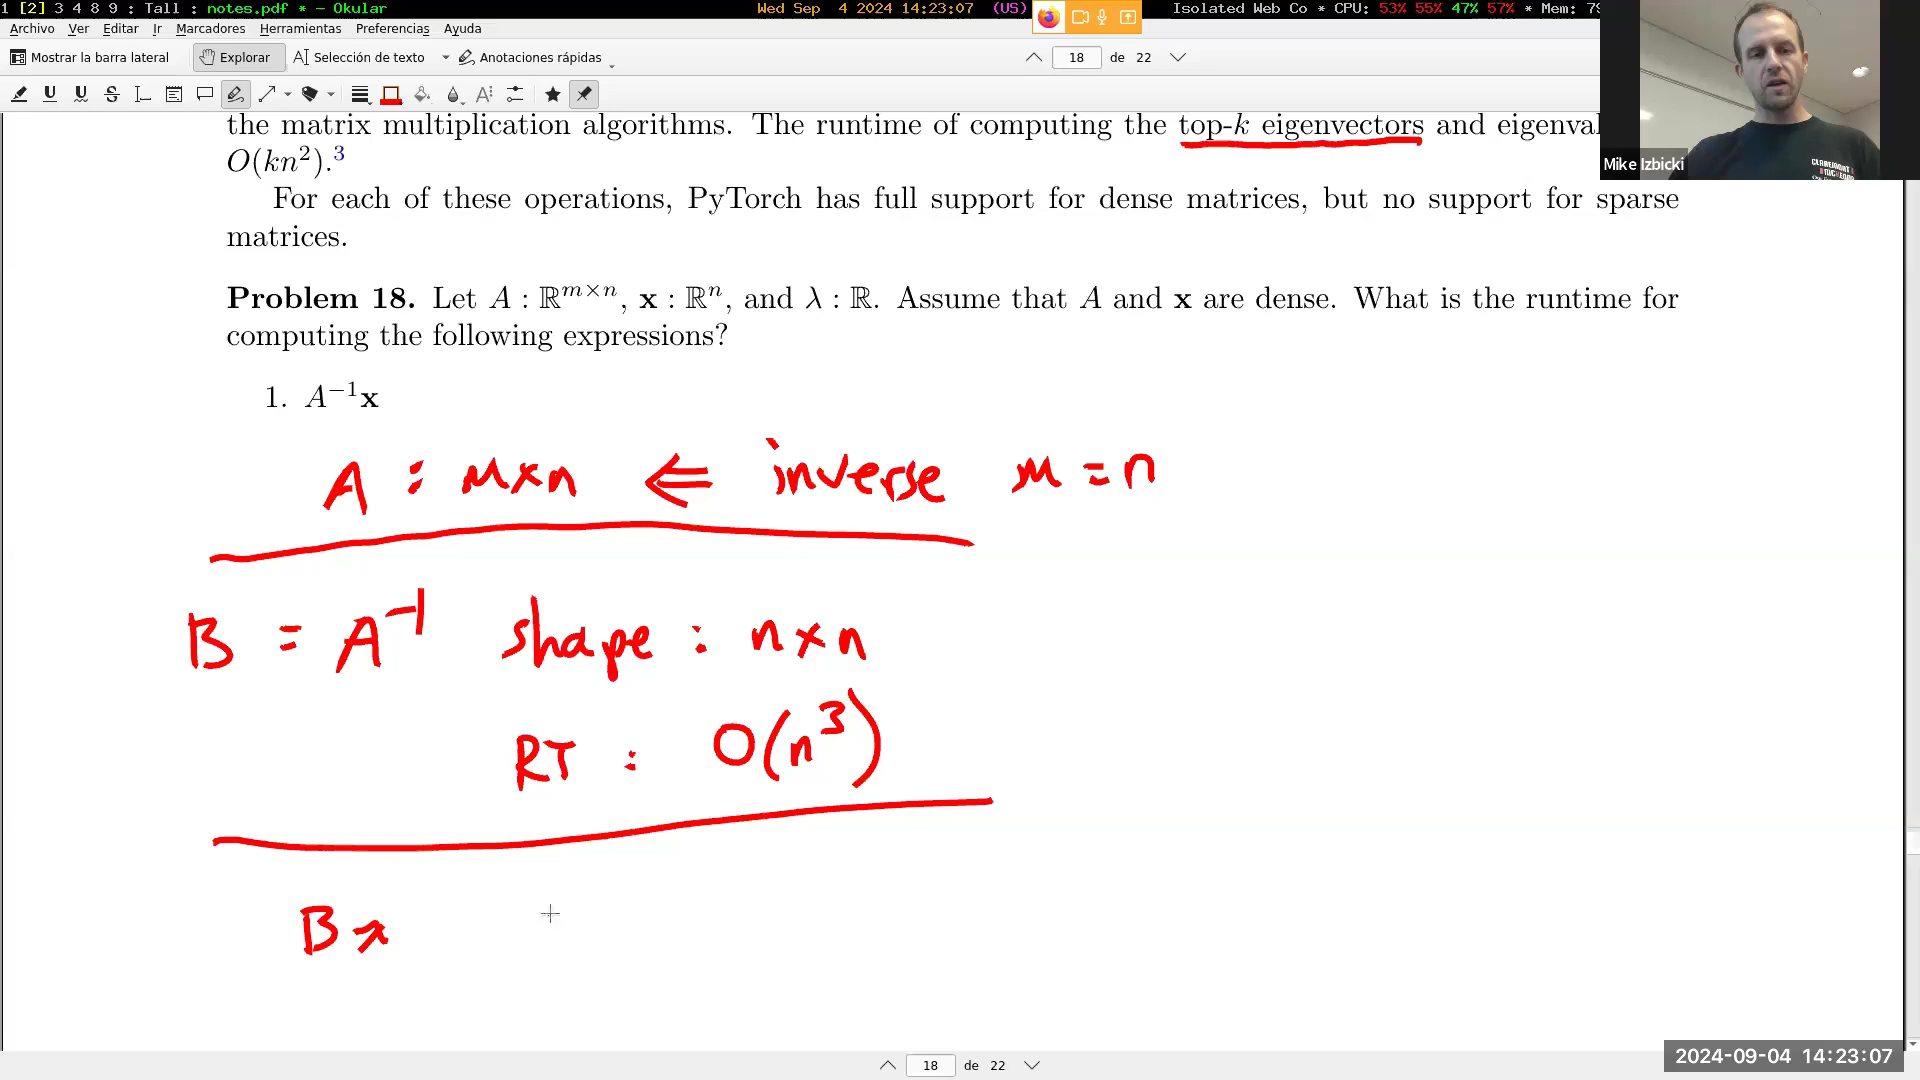 1 [2] 3 4 8 9 : Tall : notes.pdf * - Okular
Wed Sep 4 2024 14:23:07 (US)
Isolated Web Co * CPU: 53% 55% 47% 57% * Mem: 79
Archivo Ver Editar Ir Marcadores Herramientas Preferencias Ayuda
Mostrar la barra lateral Explorar Selección de texto Anotaciones rápidas 18 de 22
the matrix multiplication algorithms. The runtime of computing the top-k eigenvectors and eigenval
O(kn²).³
For each of these operations, PyTorch has full support for dense matrices, but no support for sparse
matrices.
Problem 18. Let A : ℝᵐˣⁿ, x : ℝⁿ, and λ : ℝ. Assume that A and x are dense. What is the runtime for
computing the following expressions?
1. A⁻¹x
A : m×n ⇐ inverse m = n
B = A⁻¹ shape : n×n
RT : O(n³)
Bx
18 de 22
Mike Izbicki
CLAREMONT
2024-09-04 14:23:07